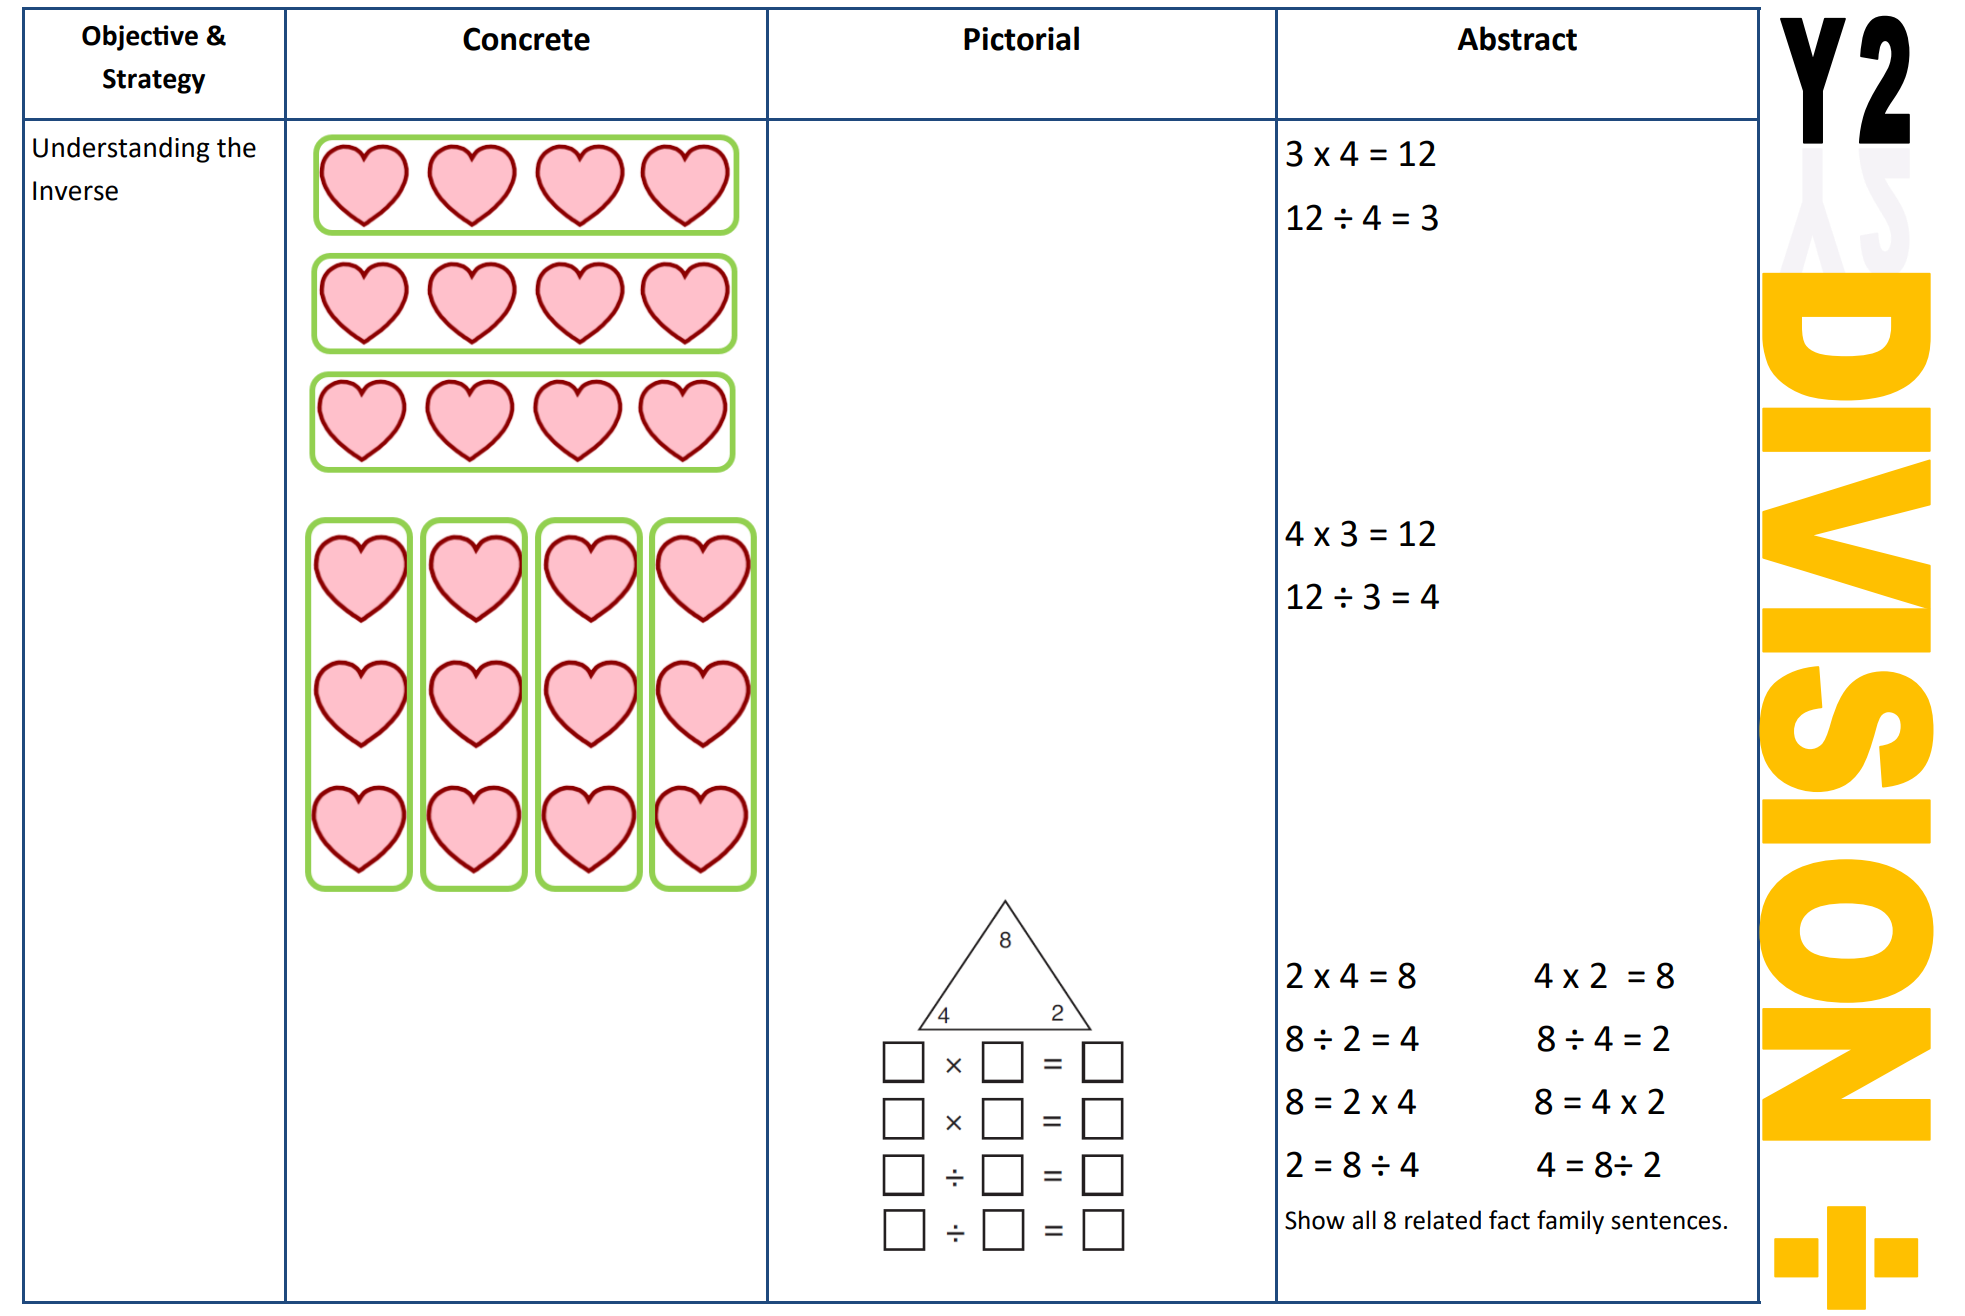 Objective &
Strategy
Concrete
Pictorial
Abstract
Understanding the
Inverse
3 x 4 = 12
12 ÷ 4 = 3
4 x 3 = 12
12 ÷ 3 = 4
8
4 2
× =
× =
÷ =
÷ =
2 x 4 = 8 4 x 2 = 8
8 ÷ 2 = 4 8 ÷ 4 = 2
8 = 2 x 4 8 = 4 x 2
2 = 8 ÷ 4 4 = 8÷ 2
Show all 8 related fact family sentences.
Y2
DIVISION ÷